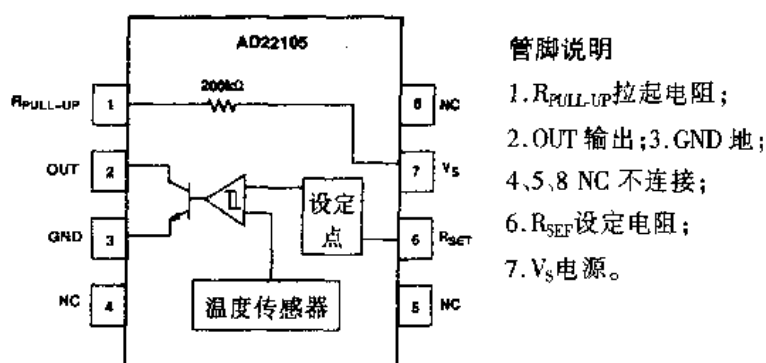 AD22105
200kΩ
RPULL-UP 1
8 NC
OUT 2
7 VS
GND 3
6 RSET
NC 4
5 NC
设定点
温度传感器
管脚说明
1.RPULL-UP拉起电阻；
2.OUT 输出；3.GND 地；
4、5、8 NC 不连接；
6.RSEF设定电阻；
7.VS电源。